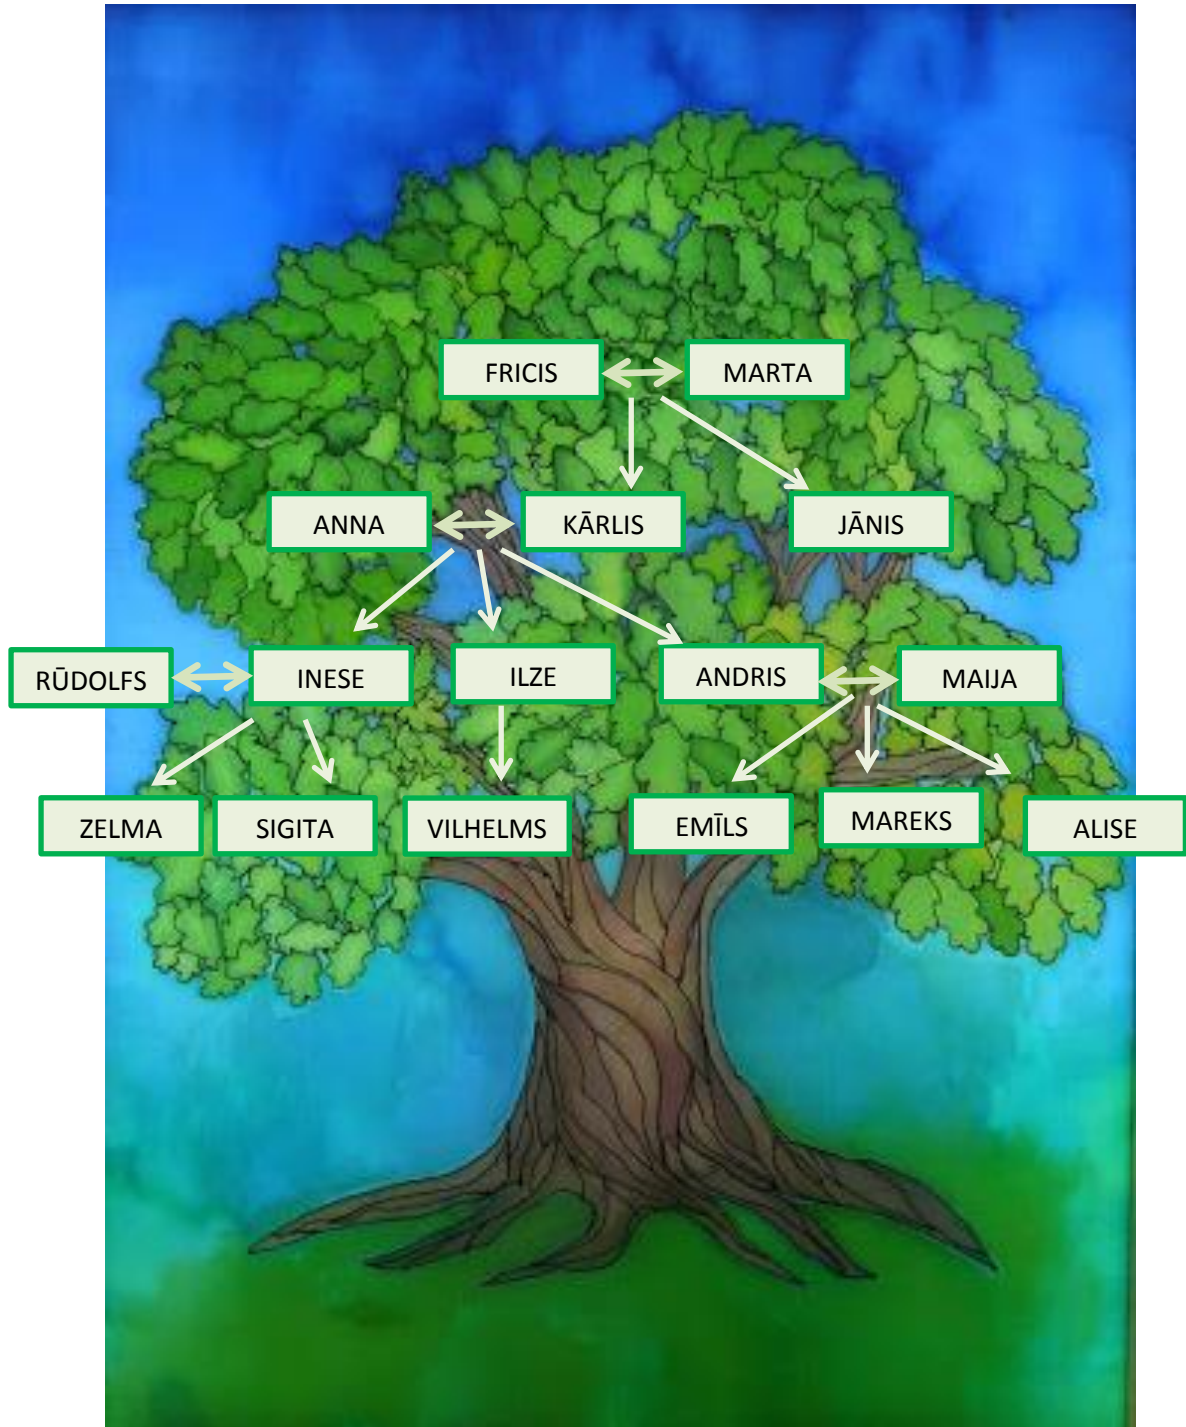 FRICIS
MARTA
ANNA
KĀRLIS
JĀNIS
RŪDOLFS
INESE
ILZE
ANDRIS
MAIJA
ZELMA
SIGITA
VILHELMS
EMĪLS
MAREKS
ALISE